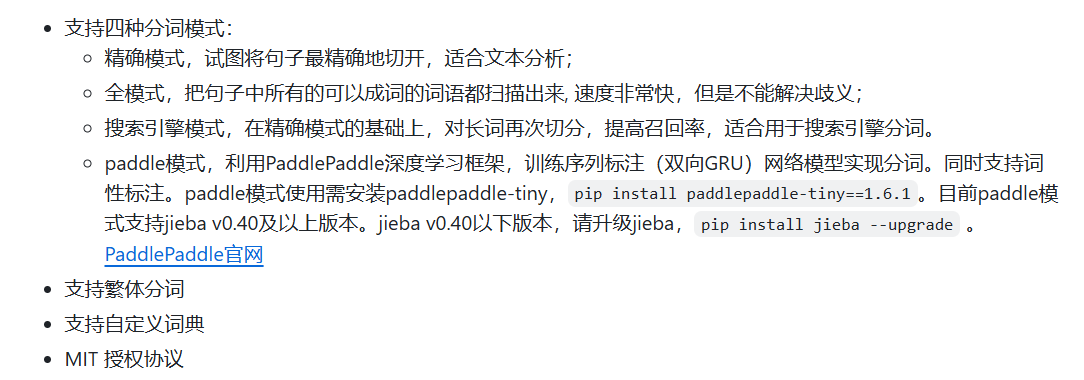 支持四种分词模式：
精确模式，试图将句子最精确地切开，适合文本分析；
全模式，把句子中所有的可以成词的词语都扫描出来, 速度非常快，但是不能解决歧义；
搜索引擎模式，在精确模式的基础上，对长词再次切分，提高召回率，适合用于搜索引擎分词。
paddle模式，利用PaddlePaddle深度学习框架，训练序列标注（双向GRU）网络模型实现分词。同时支持词
性标注。paddle模式使用需安装paddlepaddle-tiny，pip install paddlepaddle-tiny==1.6.1。目前paddle模
式支持jieba v0.40及以上版本。jieba v0.40以下版本，请升级jieba，pip install jieba --upgrade 。
PaddlePaddle官网
支持繁体分词
支持自定义词典
MIT 授权协议